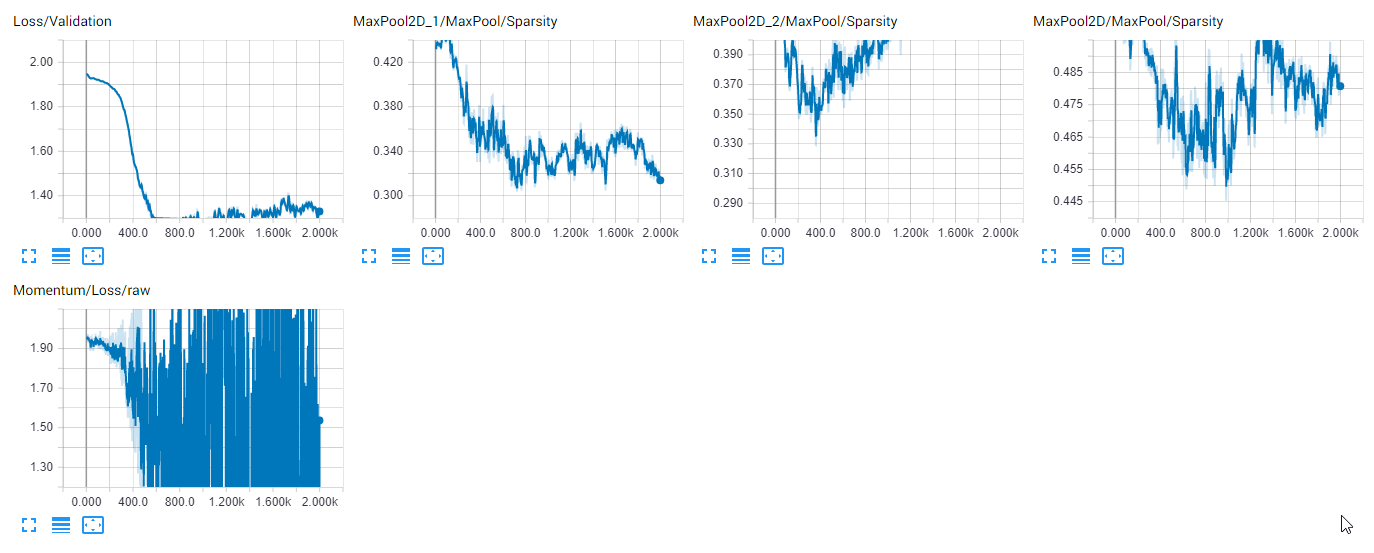 Loss/Validation
2.00
1.80
1.60
1.40
0.000 400.0 800.0 1.200k 1.600k 2.000k
MaxPool2D_1/MaxPool/Sparsity
0.420
0.380
0.340
0.300
0.000 400.0 800.0 1.200k 1.600k 2.000k
MaxPool2D_2/MaxPool/Sparsity
0.390
0.370
0.350
0.330
0.310
0.290
0.000 400.0 800.0 1.200k 1.600k 2.000k
MaxPool2D/MaxPool/Sparsity
0.485
0.475
0.465
0.455
0.445
0.000 400.0 800.0 1.200k 1.600k 2.000k
Momentum/Loss/raw
1.90
1.70
1.50
1.30
0.000 400.0 800.0 1.200k 1.600k 2.000k